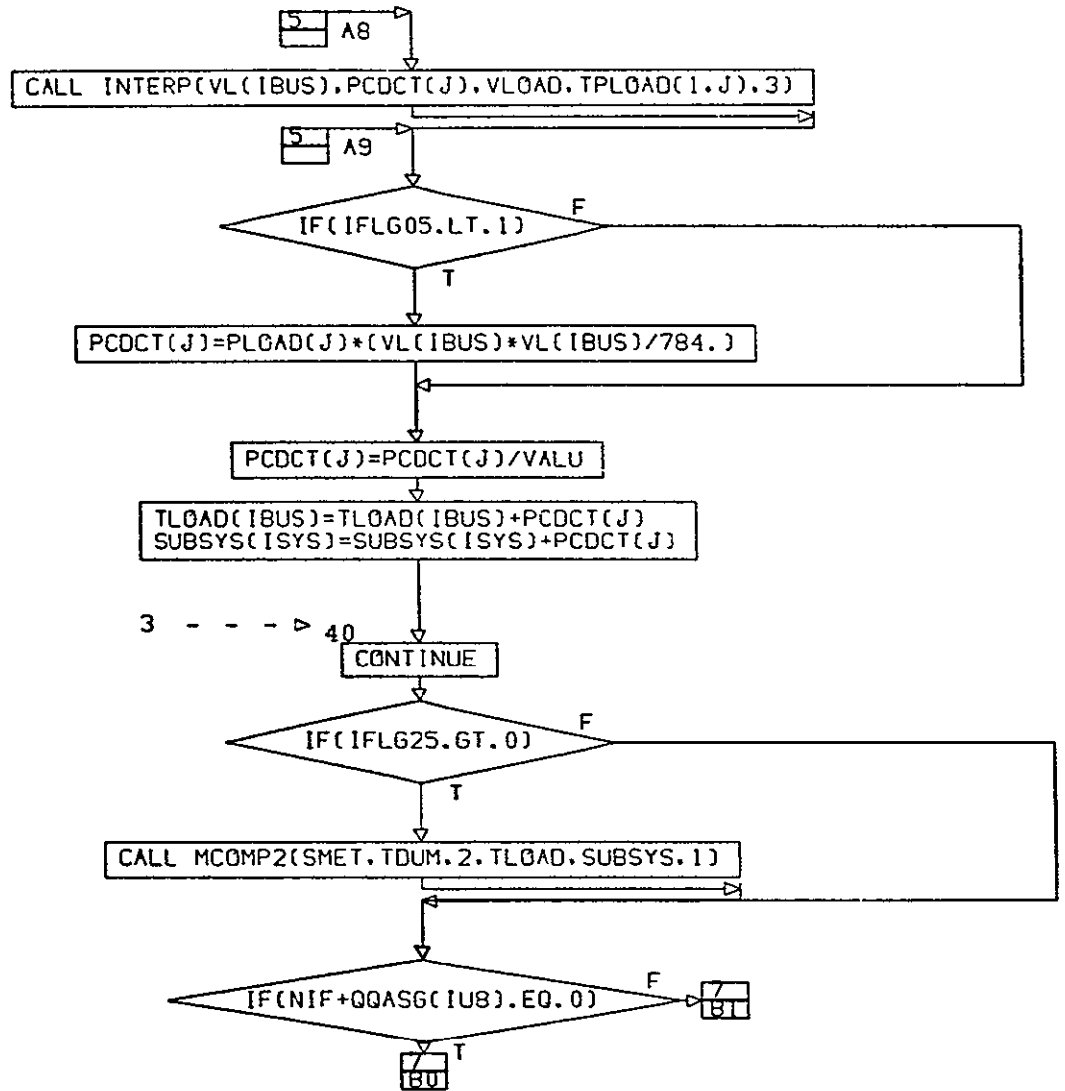 5
A8
CALL INTERP(VL(IBUS).PCDCT(J).VLOAD.TPLOAD(1.J).3)
5
A9
IF(IFLG05.LT.1)
F
T
PCDCT(J)=PLOAD(J)*(VL(IBUS)*VL(IBUS)/784.)
PCDCT(J)=PCDCT(J)/VALU
TLOAD(IBUS)=TLOAD(IBUS)+PCDCT(J)
SUBSYS(ISYS)=SUBSYS(ISYS)+PCDCT(J)
3 - - - 40
CONTINUE
IF(IFLG25.GT.0)
F
T
CALL MCOMP2(SMET.TDUM.2.TLOAD.SUBSYS.1)
IF(NIF+QQASG(IU8).EQ.0)
F
7
B1
T
7
B0